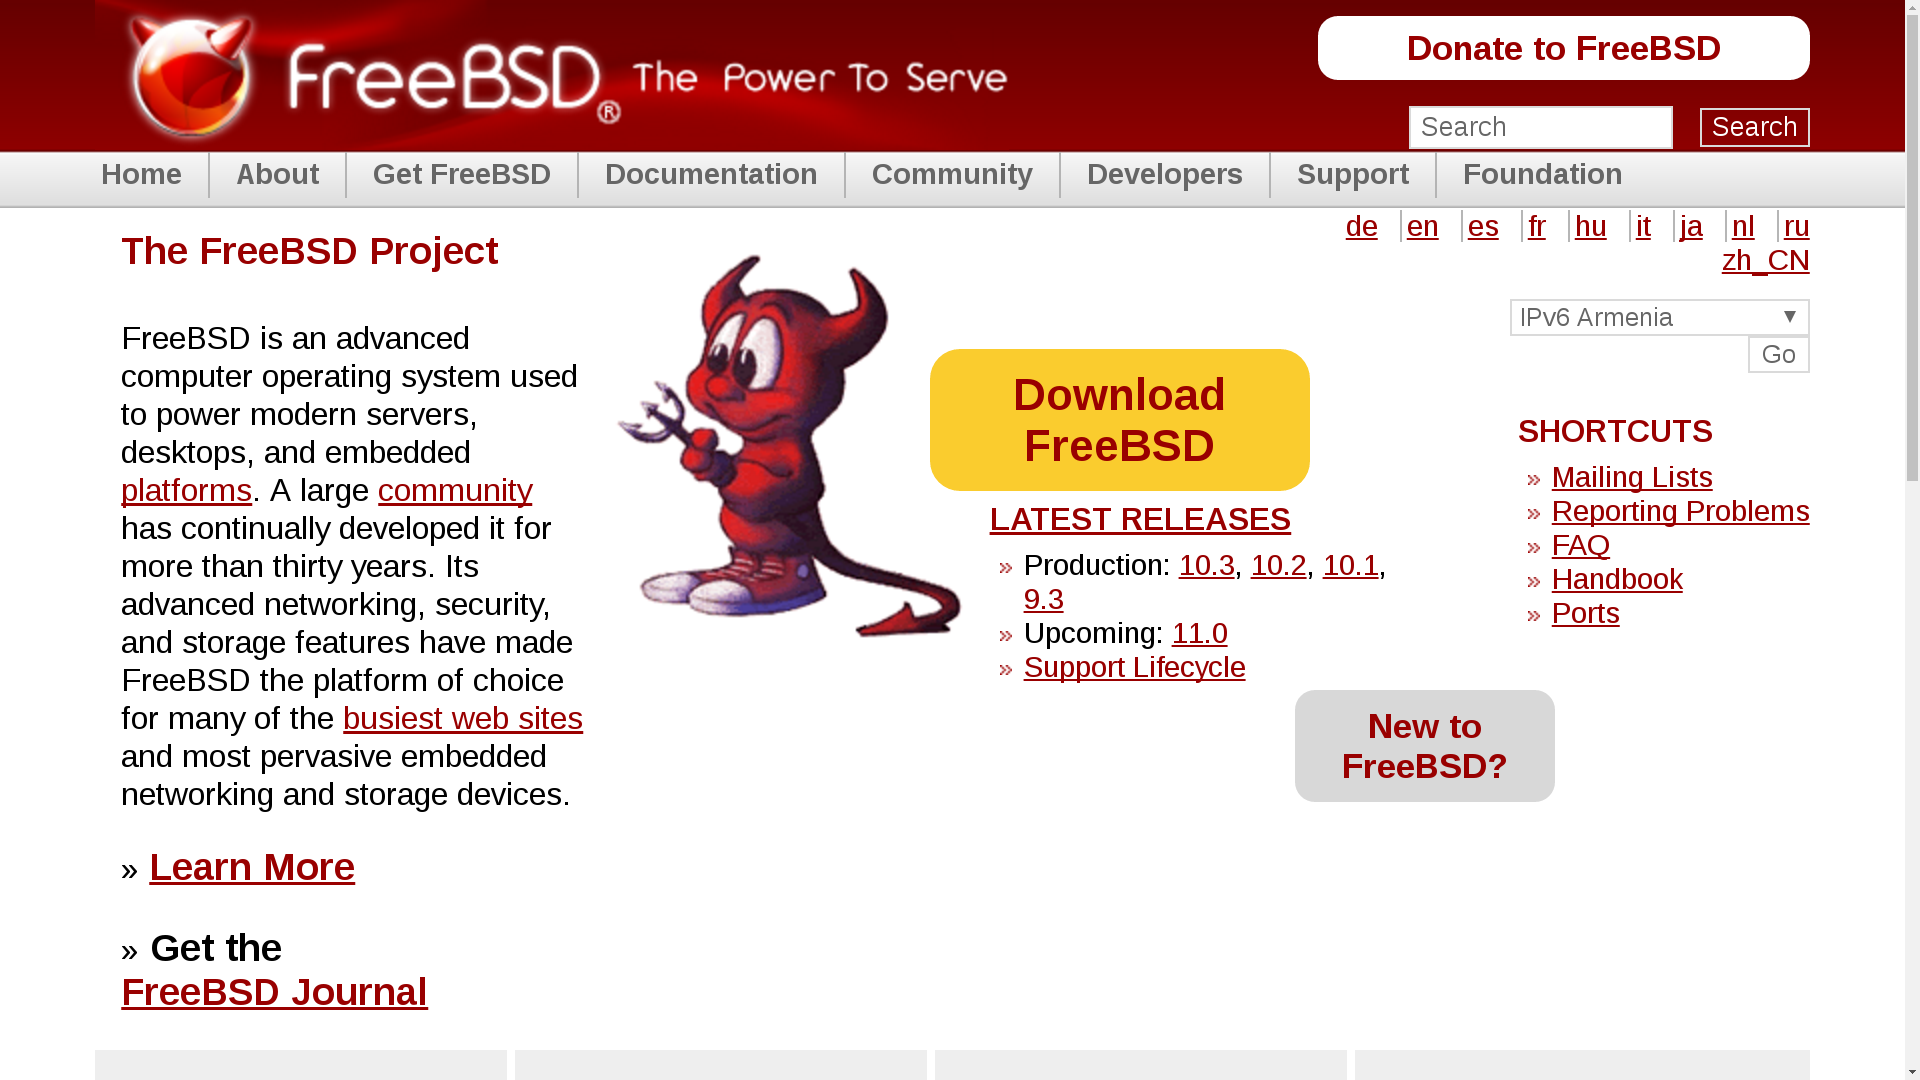 FreeBSD® The Power To Serve
Donate to FreeBSD
Search Search
Home About Get FreeBSD Documentation Community Developers Support Foundation
de en es fr hu it ja nl ru
zh_CN
The FreeBSD Project
FreeBSD is an advanced
computer operating system used
to power modern servers,
desktops, and embedded
platforms. A large community
has continually developed it for
more than thirty years. Its
advanced networking, security,
and storage features have made
FreeBSD the platform of choice
for many of the busiest web sites
and most pervasive embedded
networking and storage devices.
» Learn More
» Get the
FreeBSD Journal
Download
FreeBSD
LATEST RELEASES
» Production: 10.3, 10.2, 10.1,
9.3
» Upcoming: 11.0
» Support Lifecycle
New to
FreeBSD?
IPv6 Armenia ▼
Go
SHORTCUTS
» Mailing Lists
» Reporting Problems
» FAQ
» Handbook
» Ports